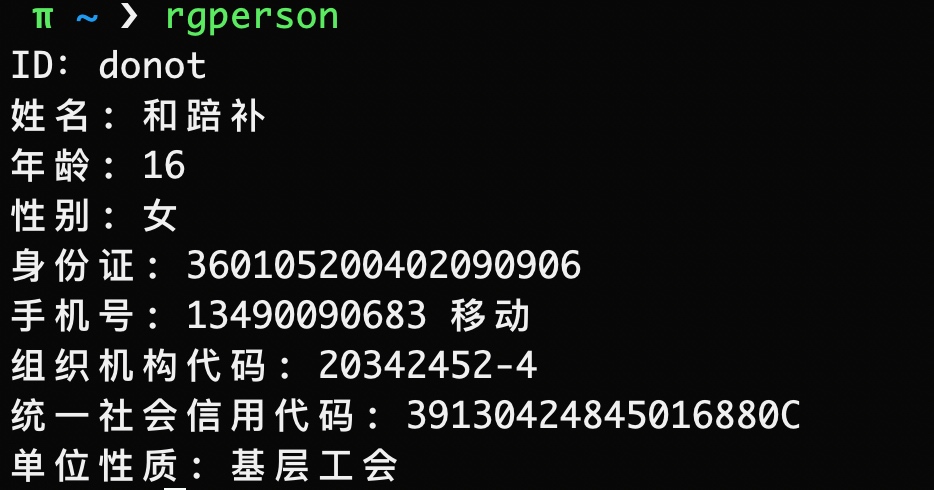 π ~ ❯ rgperson
ID: donot
姓名: 和踣补
年龄: 16
性别: 女
身份证: 360105200402090906
手机号: 13490090683 移动
组织机构代码: 20342452-4
统一社会信用代码: 39130424845016880C
单位性质: 基层工会